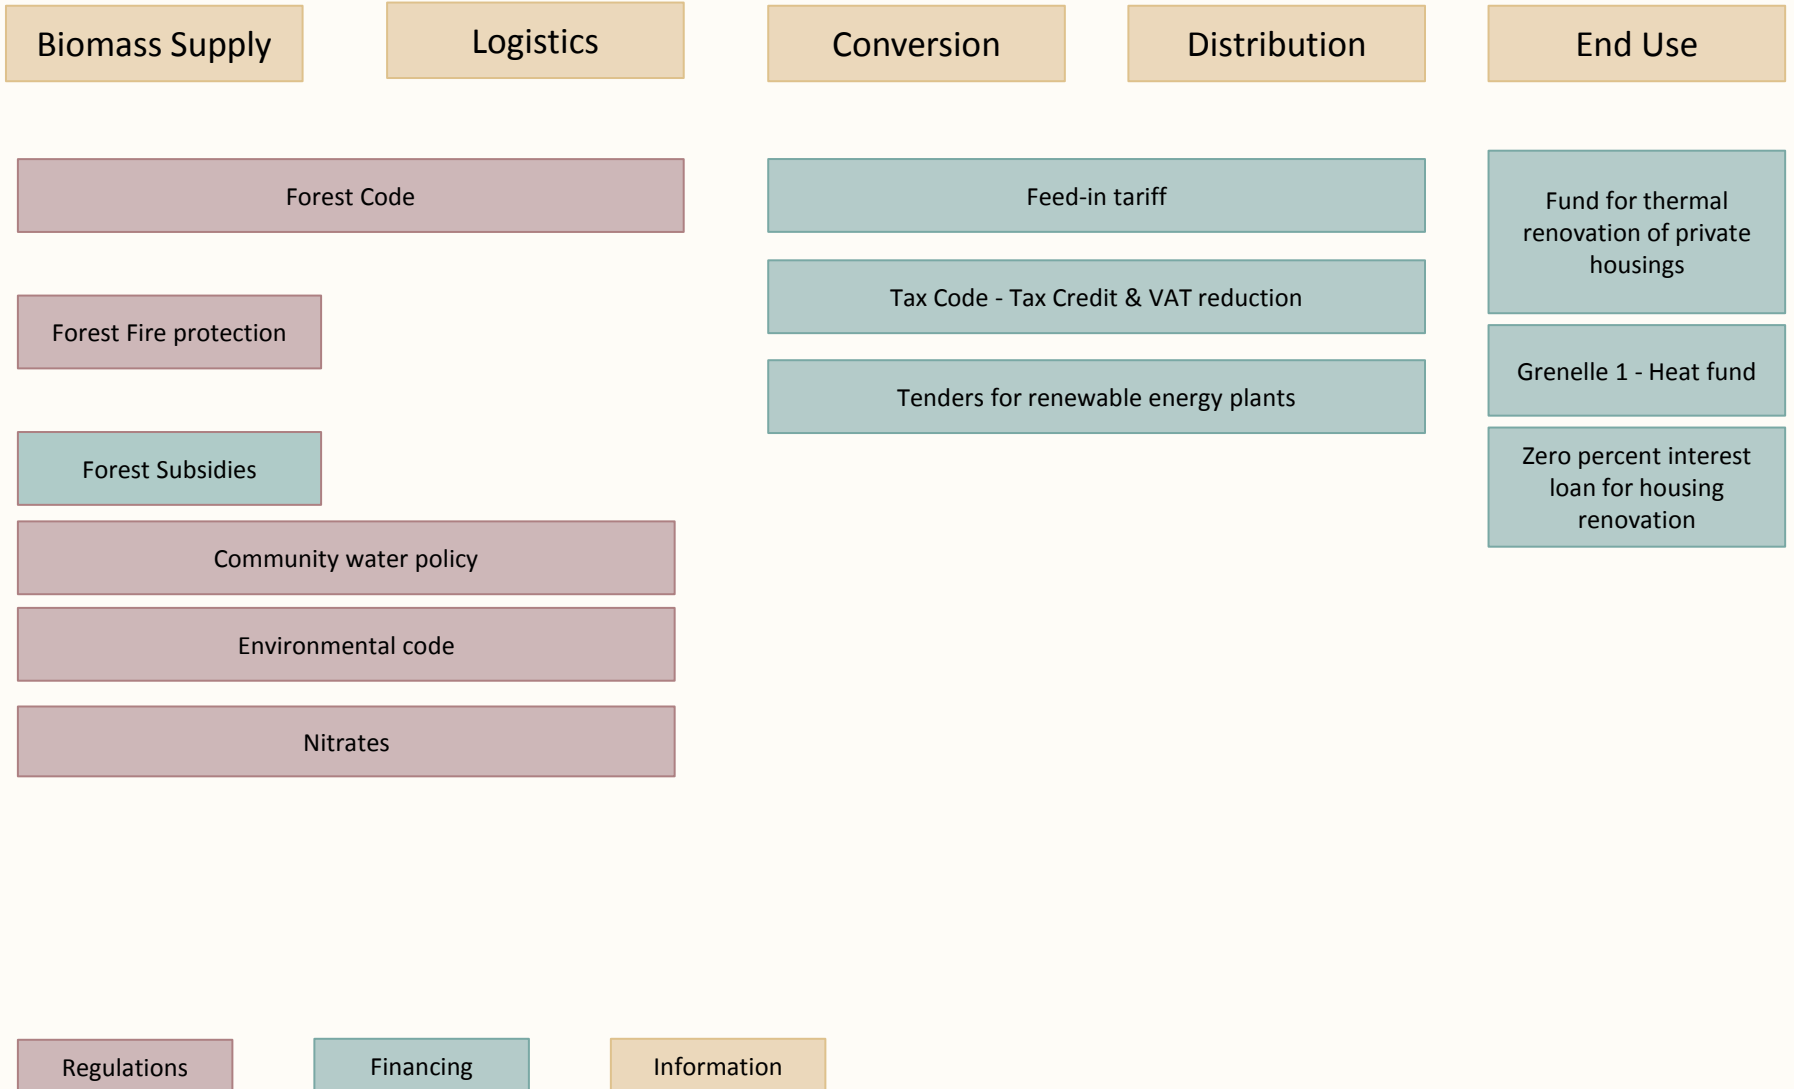 Biomass Supply
Logistics
Conversion
Distribution
End Use
Forest Code
Forest Fire protection
Forest Subsidies
Community water policy
Environmental code
Nitrates
Feed-in tariff
Tax Code - Tax Credit & VAT reduction
Tenders for renewable energy plants
Fund for thermal
renovation of private
housings
Grenelle 1 - Heat fund
Zero percent interest
loan for housing
renovation
Regulations
Financing
Information